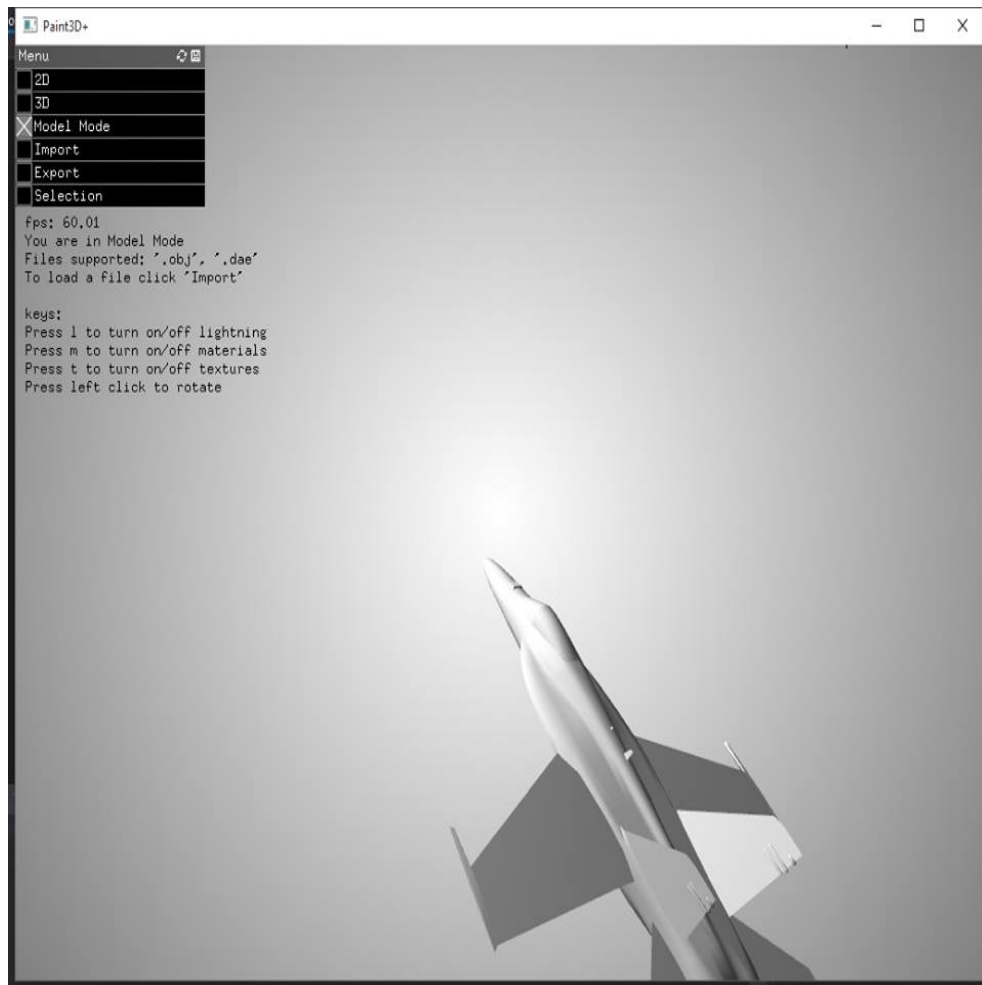 Paint3D+
Menu
2D
3D
Model Mode
Import
Export
Selection
fps: 60.01
You are in Model Mode
Files supported: '.obj', '.dae'
To load a file click 'Import'
keys:
Press l to turn on/off lightning
Press m to turn on/off materials
Press t to turn on/off textures
Press left click to rotate